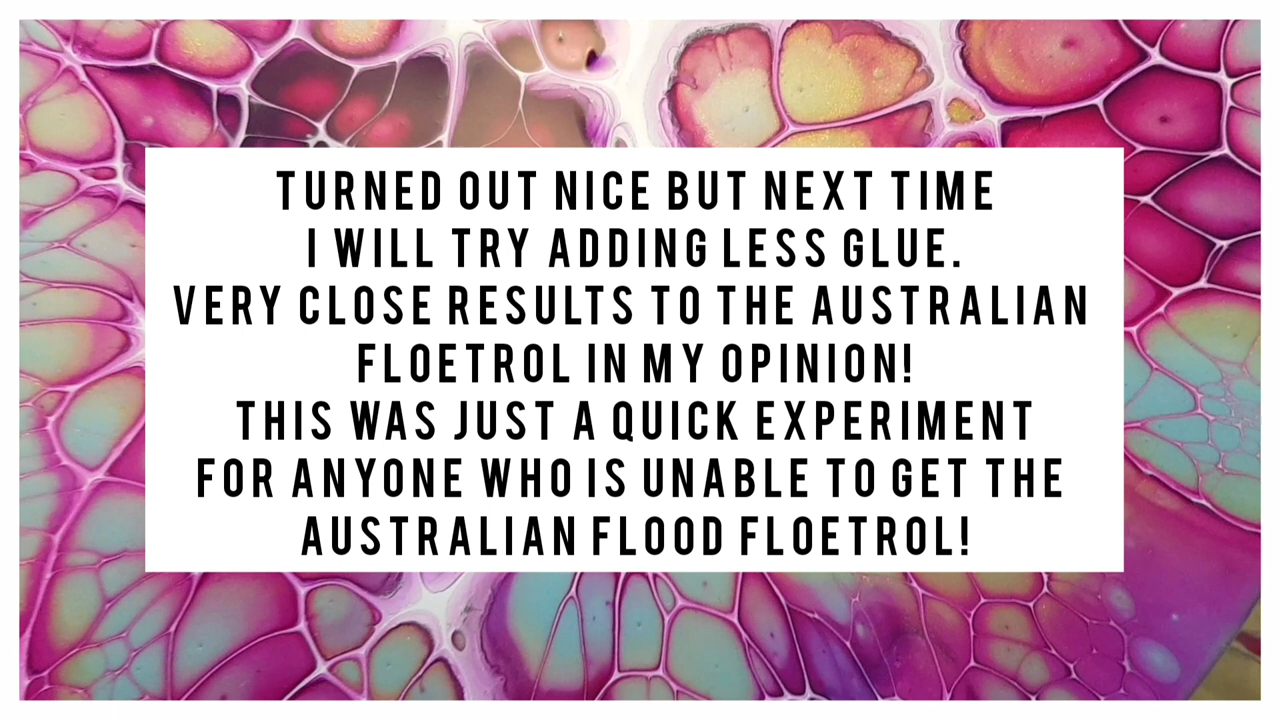 TURNED OUT NICE BUT NEXT TIME
I WILL TRY ADDING LESS GLUE.
VERY CLOSE RESULTS TO THE AUSTRALIAN
FLOETROL IN MY OPINION!
THIS WAS JUST A QUICK EXPERIMENT
FOR ANYONE WHO IS UNABLE TO GET THE
AUSTRALIAN FLOOD FLOETROL!